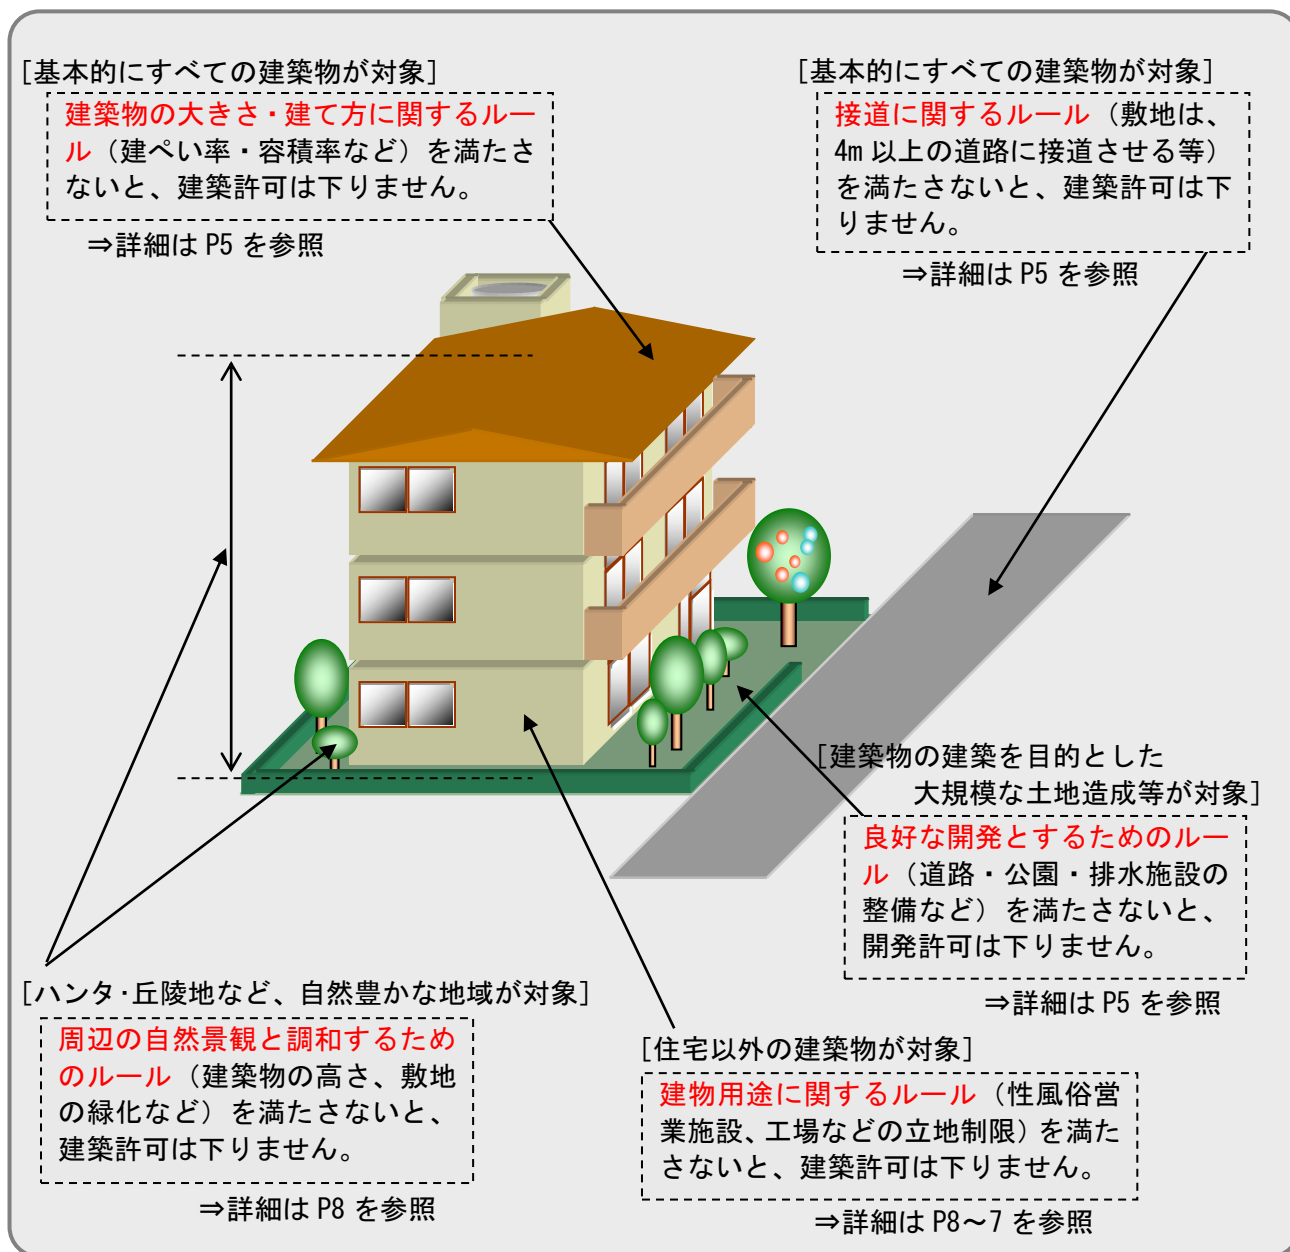 [基本的にすべての建築物が対象]
建築物の大きさ・建て方に関するルー
ル（建ぺい率・容積率など）を満たさ
ないと、建築許可は下りません。
⇒詳細は P5 を参照
[基本的にすべての建築物が対象]
接道に関するルール（敷地は、
4m 以上の道路に接道させる等）
を満たさないと、建築許可は下
りません。
⇒詳細は P5 を参照
[建築物の建築を目的とした
大規模な土地造成等が対象]
良好な開発とするためのルー
ル（道路・公園・排水施設の
整備など）を満たさないと、
開発許可は下りません。
⇒詳細は P5 を参照
[ハンタ・丘陵地など、自然豊かな地域が対象]
周辺の自然景観と調和するため
のルール（建築物の高さ、敷地
の緑化など）を満たさないと、
建築許可は下りません。
⇒詳細は P8 を参照
[住宅以外の建築物が対象]
建物用途に関するルール（性風俗営
業施設、工場などの立地制限）を満た
さないと、建築許可は下りません。
⇒詳細は P8～7 を参照